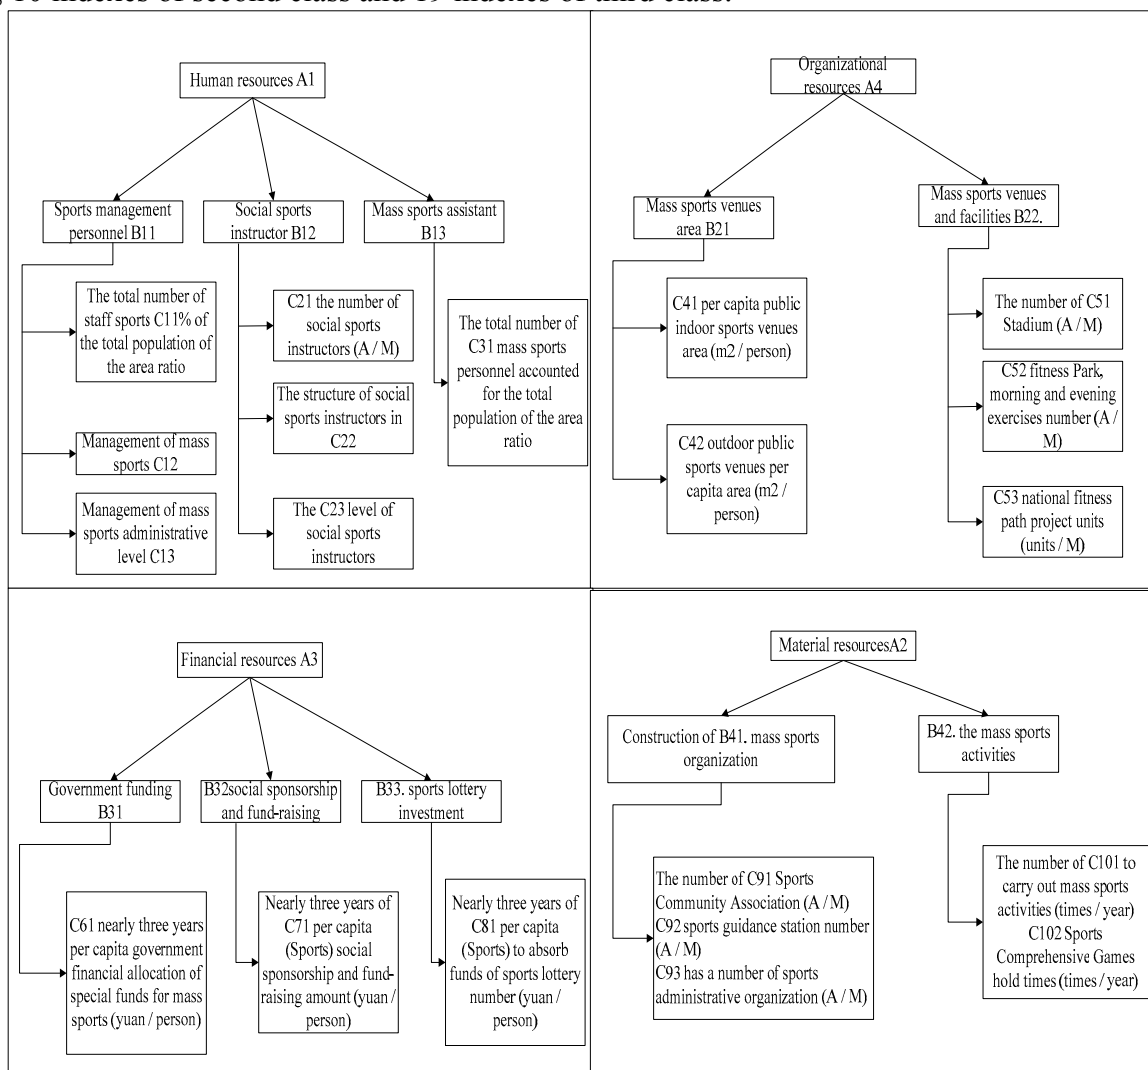 10 indexes of second class and 19 indexes of third class.
Human resources A1
Sports management
personnel B11
Social sports
instructor B12
Mass sports assistant
B13
The total number of
staff sports C11% of
the total population of
the area ratio
Management of mass
sports C12
Management of mass
sports administrative
level C13
C21 the number of
social sports
instructors (A / M)
The structure of social
sports instructors in
C22
The C23 level of
social sports
instructors
The total number of
C31 mass sports
personnel accounted
for the total
population of the area
ratio
Organizational
resources A4
Mass sports venues
area B21
Mass sports venues
and facilities B22.
C41 per capita public
indoor sports venues
area (m2 / person)
C42 outdoor public
sports venues per
capita area (m2 /
person)
The number of C51
Stadium (A / M)
C52 fitness Park,
morning and evening
exercises number (A /
M)
C53 national fitness
path project units
(units / M)
Financial resources A3
Government funding
B31
B32social sponsorship
and fund-raising
B33. sports lottery
investment
C61 nearly three years
per capita government
financial allocation of
special funds for mass
sports (yuan / person)
Nearly three years of
C71 per capita
(Sports) social
sponsorship and fund-
raising amount (yuan /
person)
Nearly three years of
C81 per capita
(Sports) to absorb
funds of sports lottery
number (yuan /
person)
Material resourcesA2
Construction of B41. mass sports
organization
B42. the mass sports
activities
The number of C91 Sports
Community Association (A / M)
C92 sports guidance station number
(A / M)
C93 has a number of sports
administrative organization (A / M)
The number of C101 to
carry out mass sports
activities (times / year)
C102 Sports
Comprehensive Games
hold times (times / year)